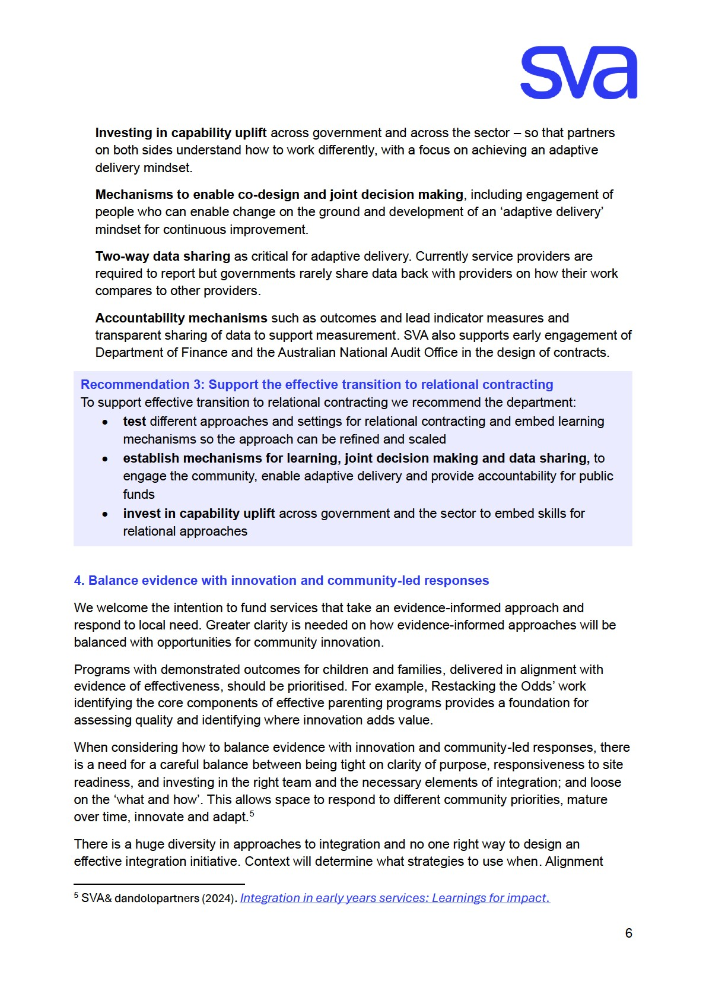 sva
Investing in capability uplift across government and across the sector – so that partners
on both sides understand how to work differently, with a focus on achieving an adaptive
delivery mindset.
Mechanisms to enable co-design and joint decision making, including engagement of
people who can enable change on the ground and development of an ‘adaptive delivery’
mindset for continuous improvement.
Two-way data sharing as critical for adaptive delivery. Currently service providers are
required to report but governments rarely share data back with providers on how their work
compares to other providers.
Accountability mechanisms such as outcomes and lead indicator measures and
transparent sharing of data to support measurement. SVA also supports early engagement of
Department of Finance and the Australian National Audit Office in the design of contracts.
Recommendation 3: Support the effective transition to relational contracting
To support effective transition to relational contracting we recommend the department:
• test different approaches and settings for relational contracting and embed learning
mechanisms so the approach can be refined and scaled
• establish mechanisms for learning, joint decision making and data sharing, to
engage the community, enable adaptive delivery and provide accountability for public
funds
• invest in capability uplift across government and the sector to embed skills for
relational approaches
4. Balance evidence with innovation and community-led responses
We welcome the intention to fund services that take an evidence-informed approach and
respond to local need. Greater clarity is needed on how evidence-informed approaches will be
balanced with opportunities for community innovation.
Programs with demonstrated outcomes for children and families, delivered in alignment with
evidence of effectiveness, should be prioritised. For example, Restacking the Odds’ work
identifying the core components of effective parenting programs provides a foundation for
assessing quality and identifying where innovation adds value.
When considering how to balance evidence with innovation and community-led responses, there
is a need for a careful balance between being tight on clarity of purpose, responsiveness to site
readiness, and investing in the right team and the necessary elements of integration; and loose
on the ‘what and how’. This allows space to respond to different community priorities, mature
over time, innovate and adapt.5
There is a huge diversity in approaches to integration and no one right way to design an
effective integration initiative. Context will determine what strategies to use when. Alignment
5 SVA& dandolopartners (2024). Integration in early years services: Learnings for impact.
6